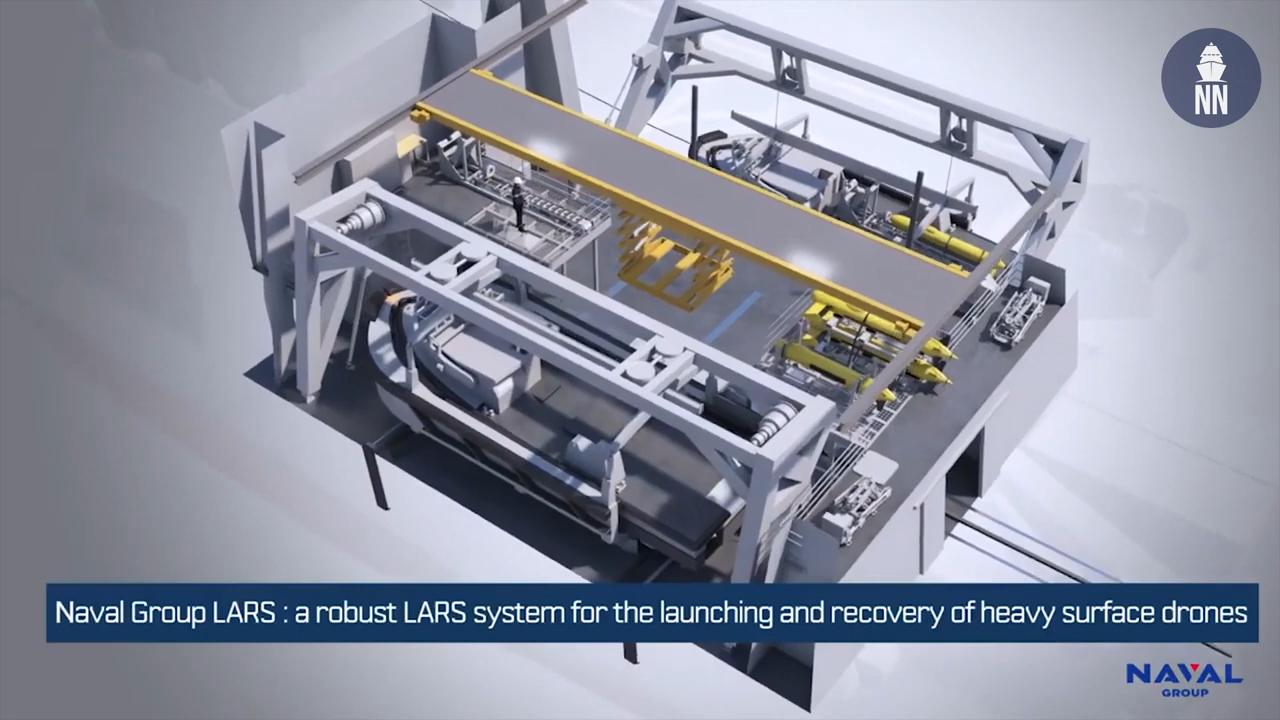 NN
Naval Group LARS : a robust LARS system for the launching and recovery of heavy surface drones
NAVAL
GROUP